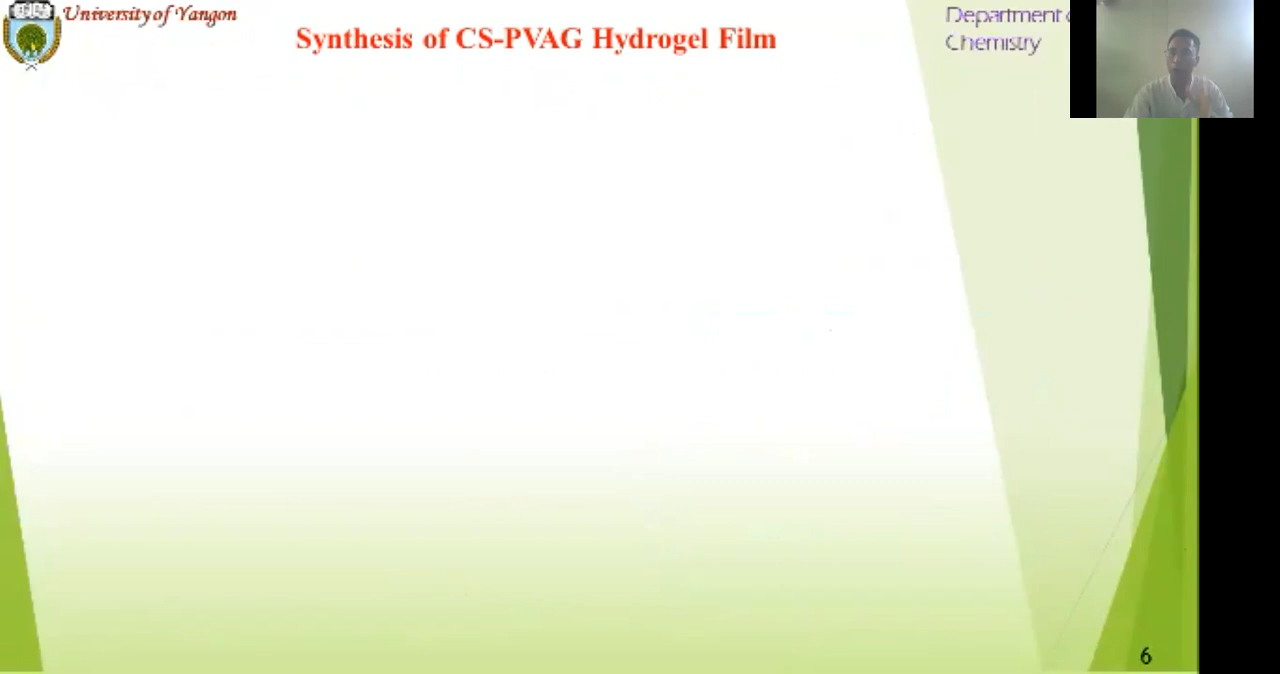 University of Yangon
Synthesis of CS-PVAG Hydrogel Film
Department
Chemistry
6